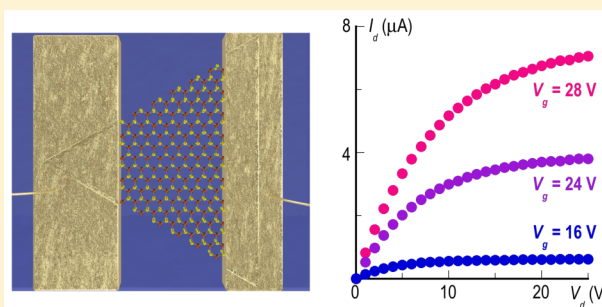 8
I_d (μA)
V_g = 28 V
4
V_g = 24 V
V_g = 16 V
0 10 20 V_d (V